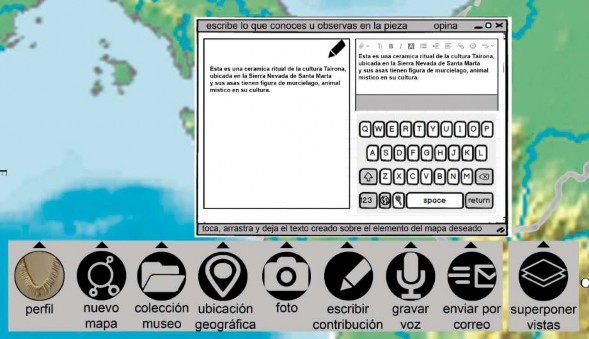 escribe lo que conoces u observas en la pieza opina
Esta es una ceramica ritual de la cultura Tairona,
ubicada en la Sierra Nevada de Santa Marta
y sus asas tienen figura de murcielago, animal
mistico en su cultura.
B I A
Esta es una ceramica ritual de la cultura Tairona,
ubicada en la Sierra Nevada de Santa Marta
y sus asas tienen figura de murcielago, animal
mistico en su cultura.
Q W E R T Y U I O P
A S D F G H J K L
Z X C V B N M
123 space return
toca, arrastra y deja el texto creado sobre el elemento del mapa deseado
perfil
nuevo
mapa
colección
museo
ubicación
geográfica
foto
escribir
contribución
gravar
voz
enviar por
correo
superponer
vistas